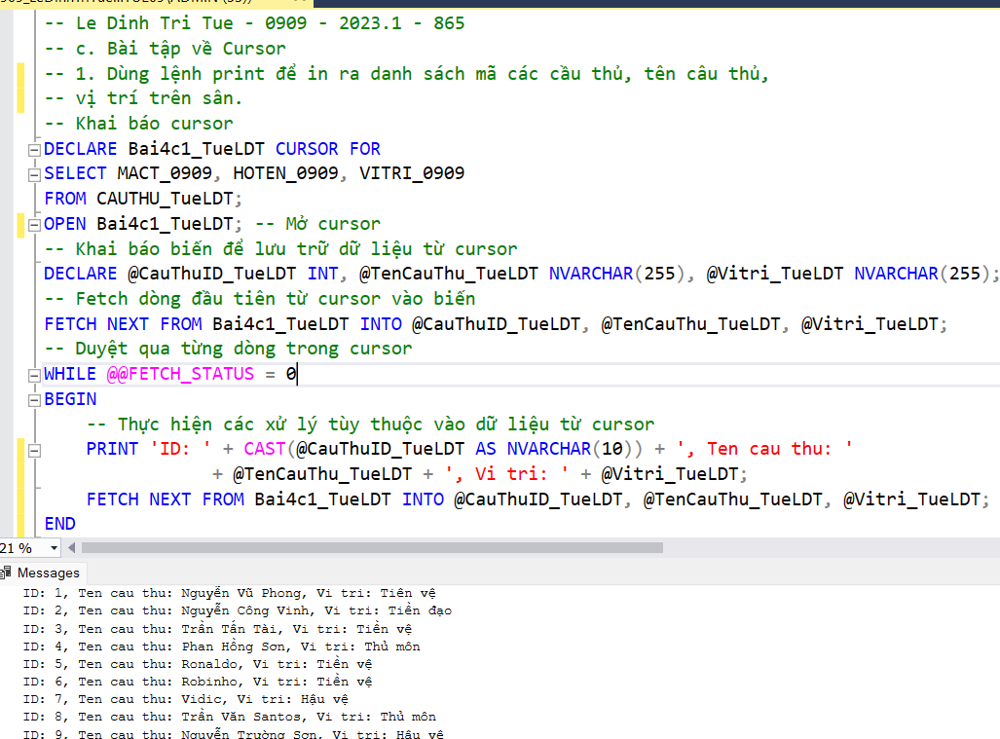 -- Le Dinh Tri Tue - 0909 - 2023.1 - 865
-- c. Bài tập về Cursor
-- 1. Dùng lệnh print để in ra danh sách mã các cầu thủ, tên câu thủ,
-- vị trí trên sân.
-- Khai báo cursor
DECLARE Bai4c1_TueLDT CURSOR FOR
SELECT MACT_0909, HOTEN_0909, VITRI_0909
FROM CAUTHU_TueLDT;
OPEN Bai4c1_TueLDT; -- Mở cursor
-- Khai báo biến để lưu trữ dữ liệu từ cursor
DECLARE @CauThuID_TueLDT INT, @TenCauThu_TueLDT NVARCHAR(255), @Vitri_TueLDT NVARCHAR(255);
-- Fetch dòng đầu tiên từ cursor vào biến
FETCH NEXT FROM Bai4c1_TueLDT INTO @CauThuID_TueLDT, @TenCauThu_TueLDT, @Vitri_TueLDT;
-- Duyệt qua từng dòng trong cursor
WHILE @@FETCH_STATUS = 0
BEGIN
-- Thực hiện các xử lý tùy thuộc vào dữ liệu từ cursor
PRINT 'ID: ' + CAST(@CauThuID_TueLDT AS NVARCHAR(10)) + ', Ten cau thu: '
+ @TenCauThu_TueLDT + ', Vi tri: ' + @Vitri_TueLDT;
FETCH NEXT FROM Bai4c1_TueLDT INTO @CauThuID_TueLDT, @TenCauThu_TueLDT, @Vitri_TueLDT;
END
21 %
Messages
ID: 1, Ten cau thu: Nguyễn Vũ Phong, Vi tri: Tiền vệ
ID: 2, Ten cau thu: Nguyễn Công Vinh, Vi tri: Tiền đạo
ID: 3, Ten cau thu: Trần Tấn Tài, Vi tri: Tiền vệ
ID: 4, Ten cau thu: Phan Hồng Sơn, Vi tri: Thủ môn
ID: 5, Ten cau thu: Ronaldo, Vi tri: Tiền vệ
ID: 6, Ten cau thu: Robinho, Vi tri: Tiền vệ
ID: 7, Ten cau thu: Vidic, Vi tri: Hậu vệ
ID: 8, Ten cau thu: Trần Văn Santos, Vi tri: Thủ môn
ID: 9, Ten cau thu: Nguyễn Trường Sơn, Vi tri: Hậu vệ